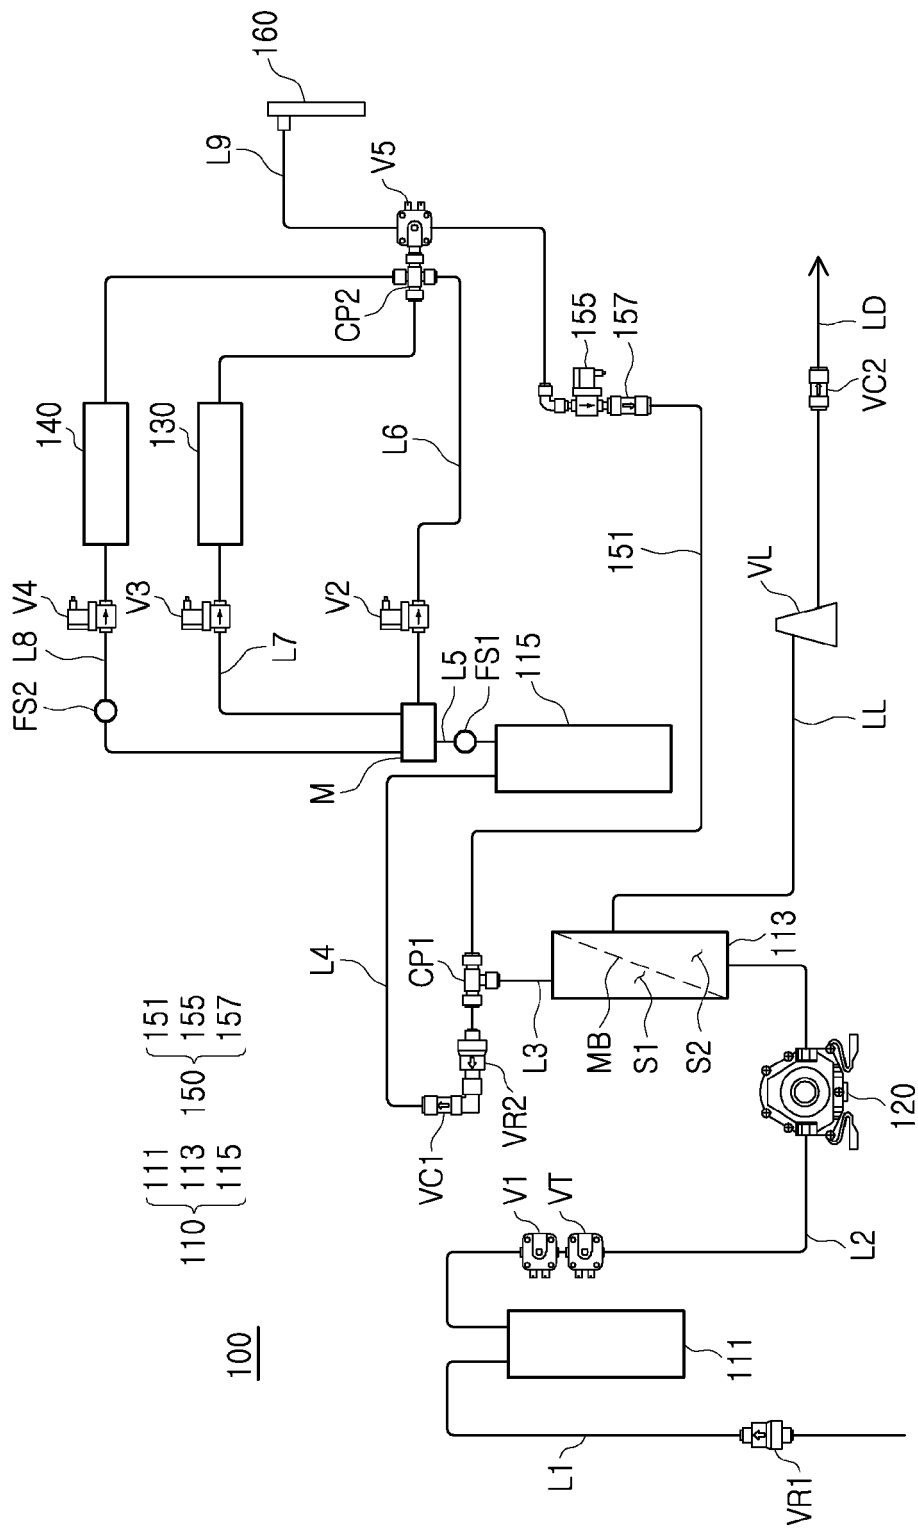 100
110 { 111
113
115
150 { 151
155
157
FS2
L8
V4
140
L7
V3
130
M
V2
CP2
L9
160
L5
FS1
115
L6
V5
L4
155
157
VC1
VR2
CP1
L3
151
V1
VT
MB
S1
S2
113
LL
VL
VC2
LD
L1
VR1
111
L2
120